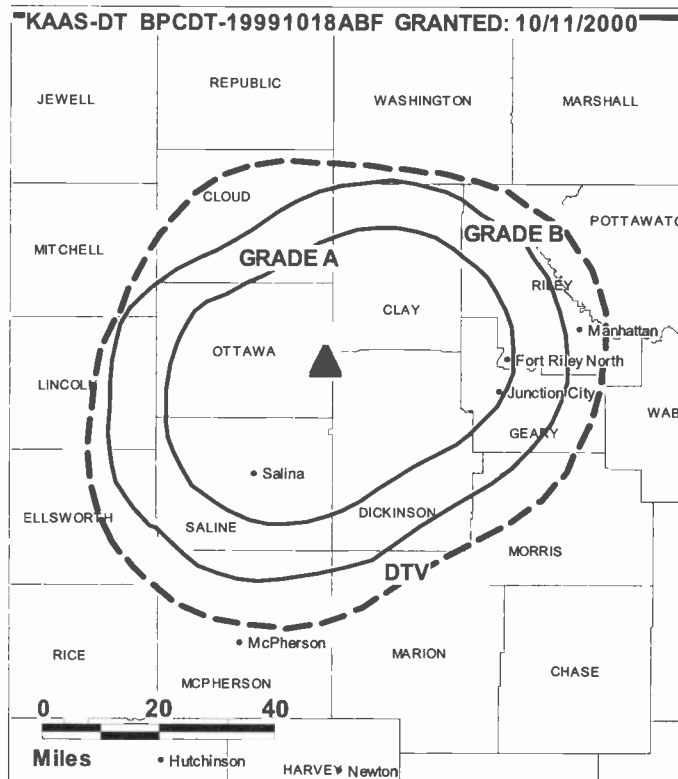 KAAS-DT BPCDT-19991018ABF GRANTED: 10/11/2000
JEWELL
REPUBLIC
WASHINGTON
MARSHALL
CLOUD
POTTAWATO
MITCHELL
GRADE A
GRADE B
RILEY
CLAY
Manhattan
OTTAWA
Fort Riley North
LINCOLN
Junction City
WAB
GEARY
Salina
DICKINSON
ELLSWORTH
SALINE
MORRIS
DTV
McPherson
RICE
MARION
CHASE
MCPHERSON
0 20 40
Miles
Hutchinson
HARVEY Newton